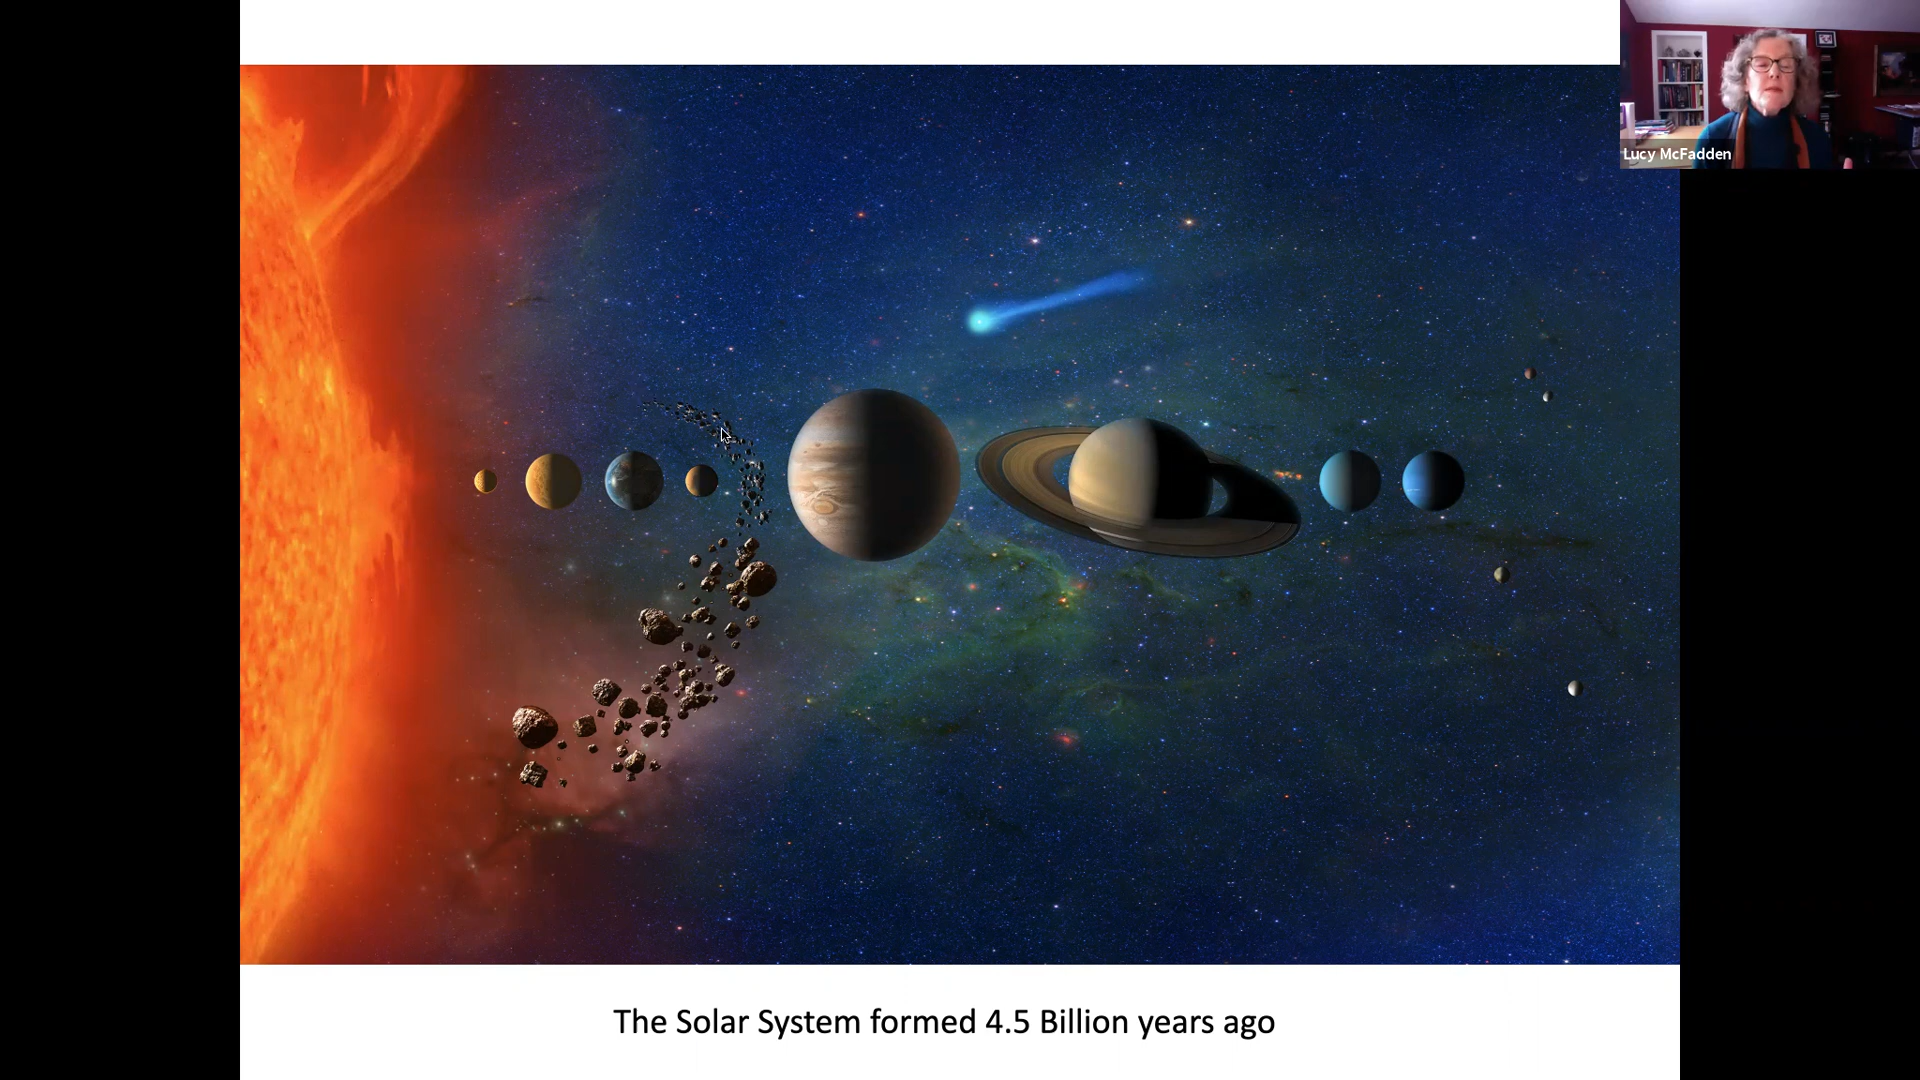 Lucy McFadden
The Solar System formed 4.5 Billion years ago